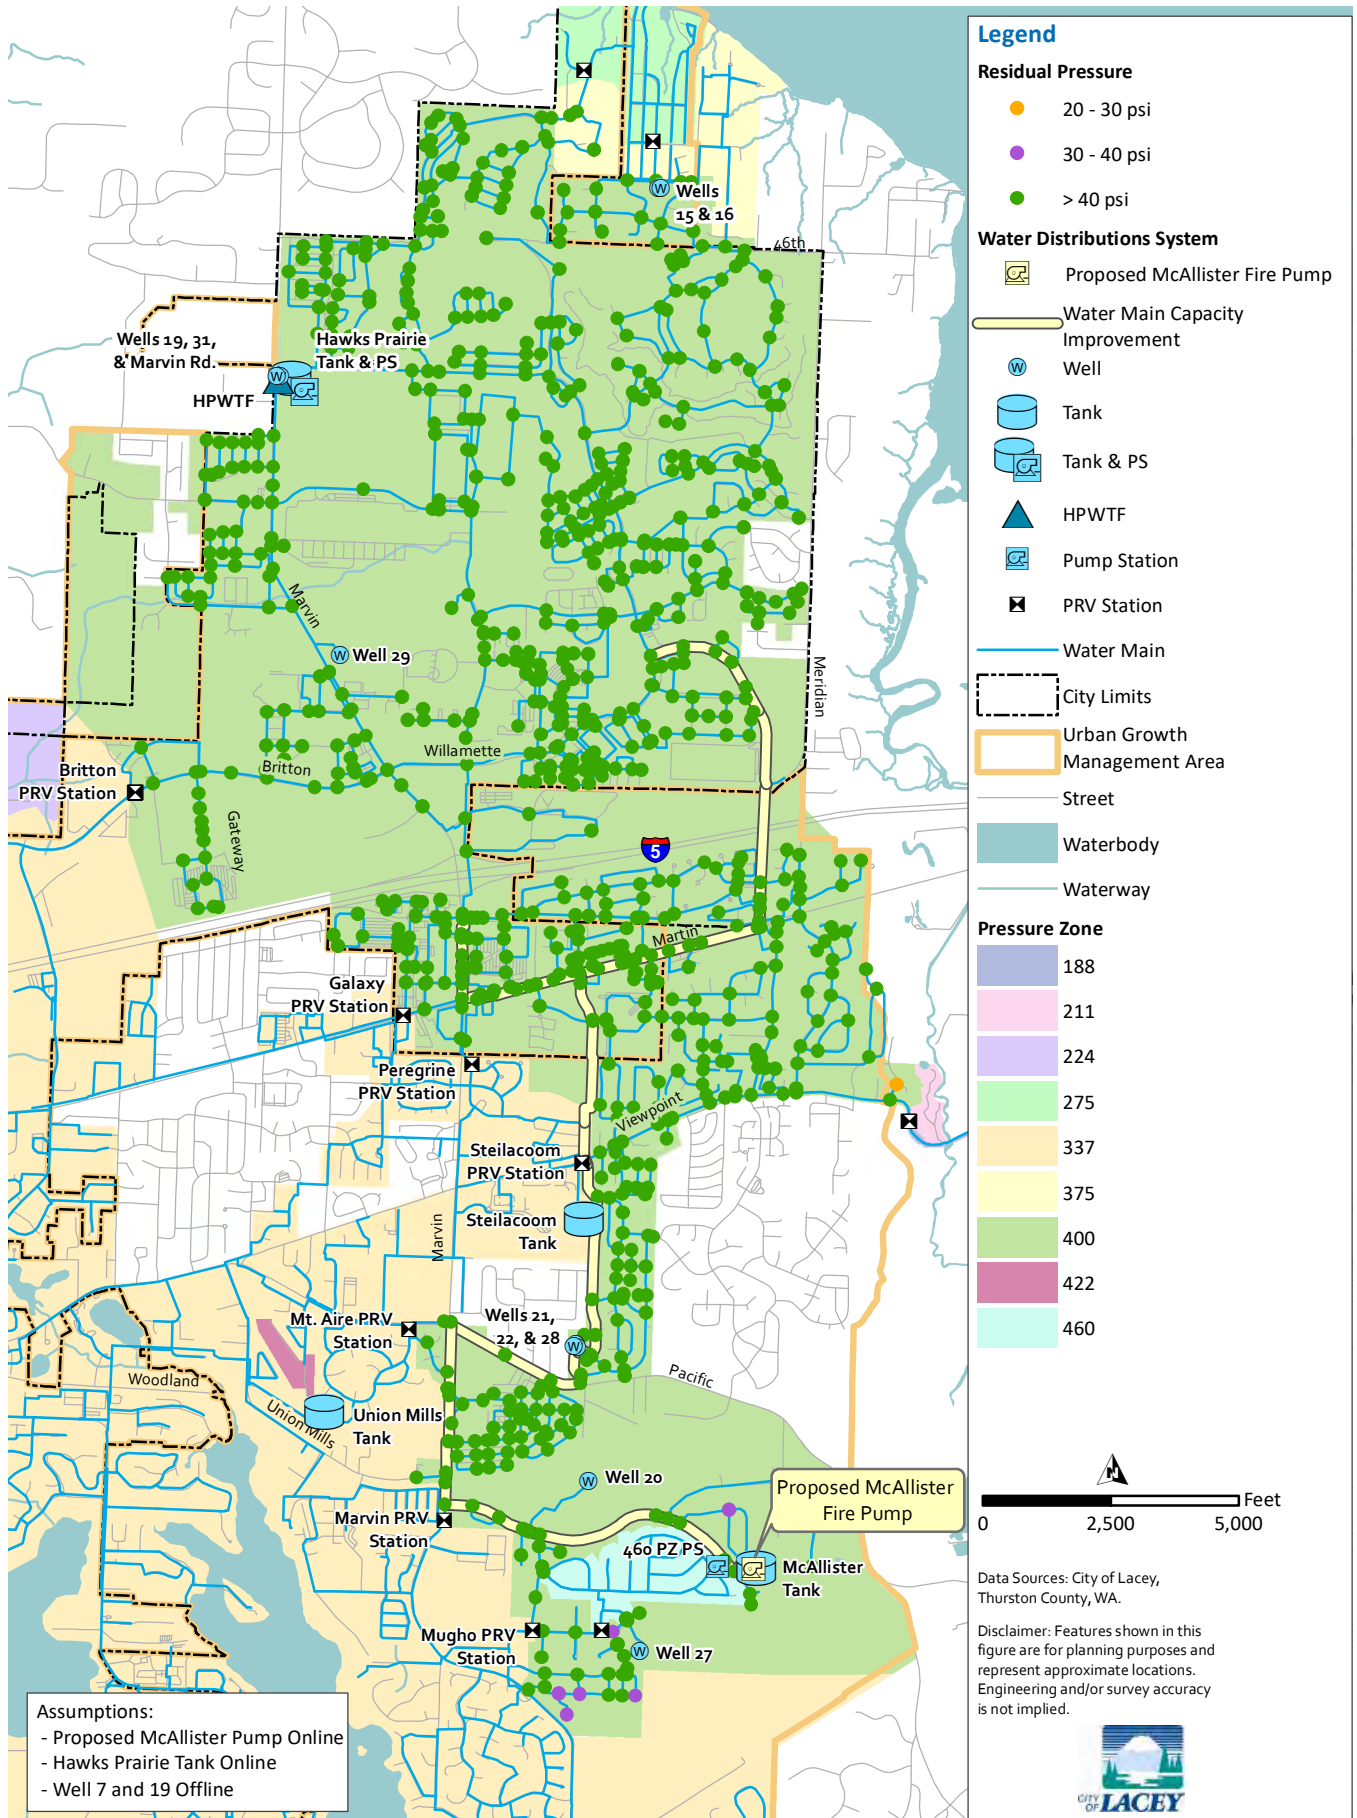 Wells
15 & 16
46th
Wells 19, 31,
& Marvin Rd.
Hawks Prairie
Tank & PS
HPWTF
Marvin
Well 29
Meridian
Willamette
Britton
Britton
PRV Station
Gateway
5
Martin
Galaxy
PRV Station
Peregrine
PRV Station
Viewpoint
Steilacoom
PRV Station
Steilacoom
Tank
Marvin
Wells 21,
22, & 28
Mt. Aire PRV
Station
Woodland
Pacific
Union Mills
Union Mills
Tank
Well 20
Proposed McAllister
Fire Pump
Marvin PRV
Station
460 PZ PS
McAllister
Tank
Mugho PRV
Station
Well 27
Assumptions:
- Proposed McAllister Pump Online
- Hawks Prairie Tank Online
- Well 7 and 19 Offline
Legend
Residual Pressure
20 - 30 psi
30 - 40 psi
> 40 psi
Water Distributions System
Proposed McAllister Fire Pump
Water Main Capacity
Improvement
W Well
Tank
Tank & PS
HPWTF
Pump Station
PRV Station
Water Main
City Limits
Urban Growth
Management Area
Street
Waterbody
Waterway
Pressure Zone
188
211
224
275
337
375
400
422
460
N
Feet
0 2,500 5,000
Data Sources: City of Lacey,
Thurston County, WA.
Disclaimer: Features shown in this
figure are for planning purposes and
represent approximate locations.
Engineering and/or survey accuracy
is not implied.
CITY OF LACEY